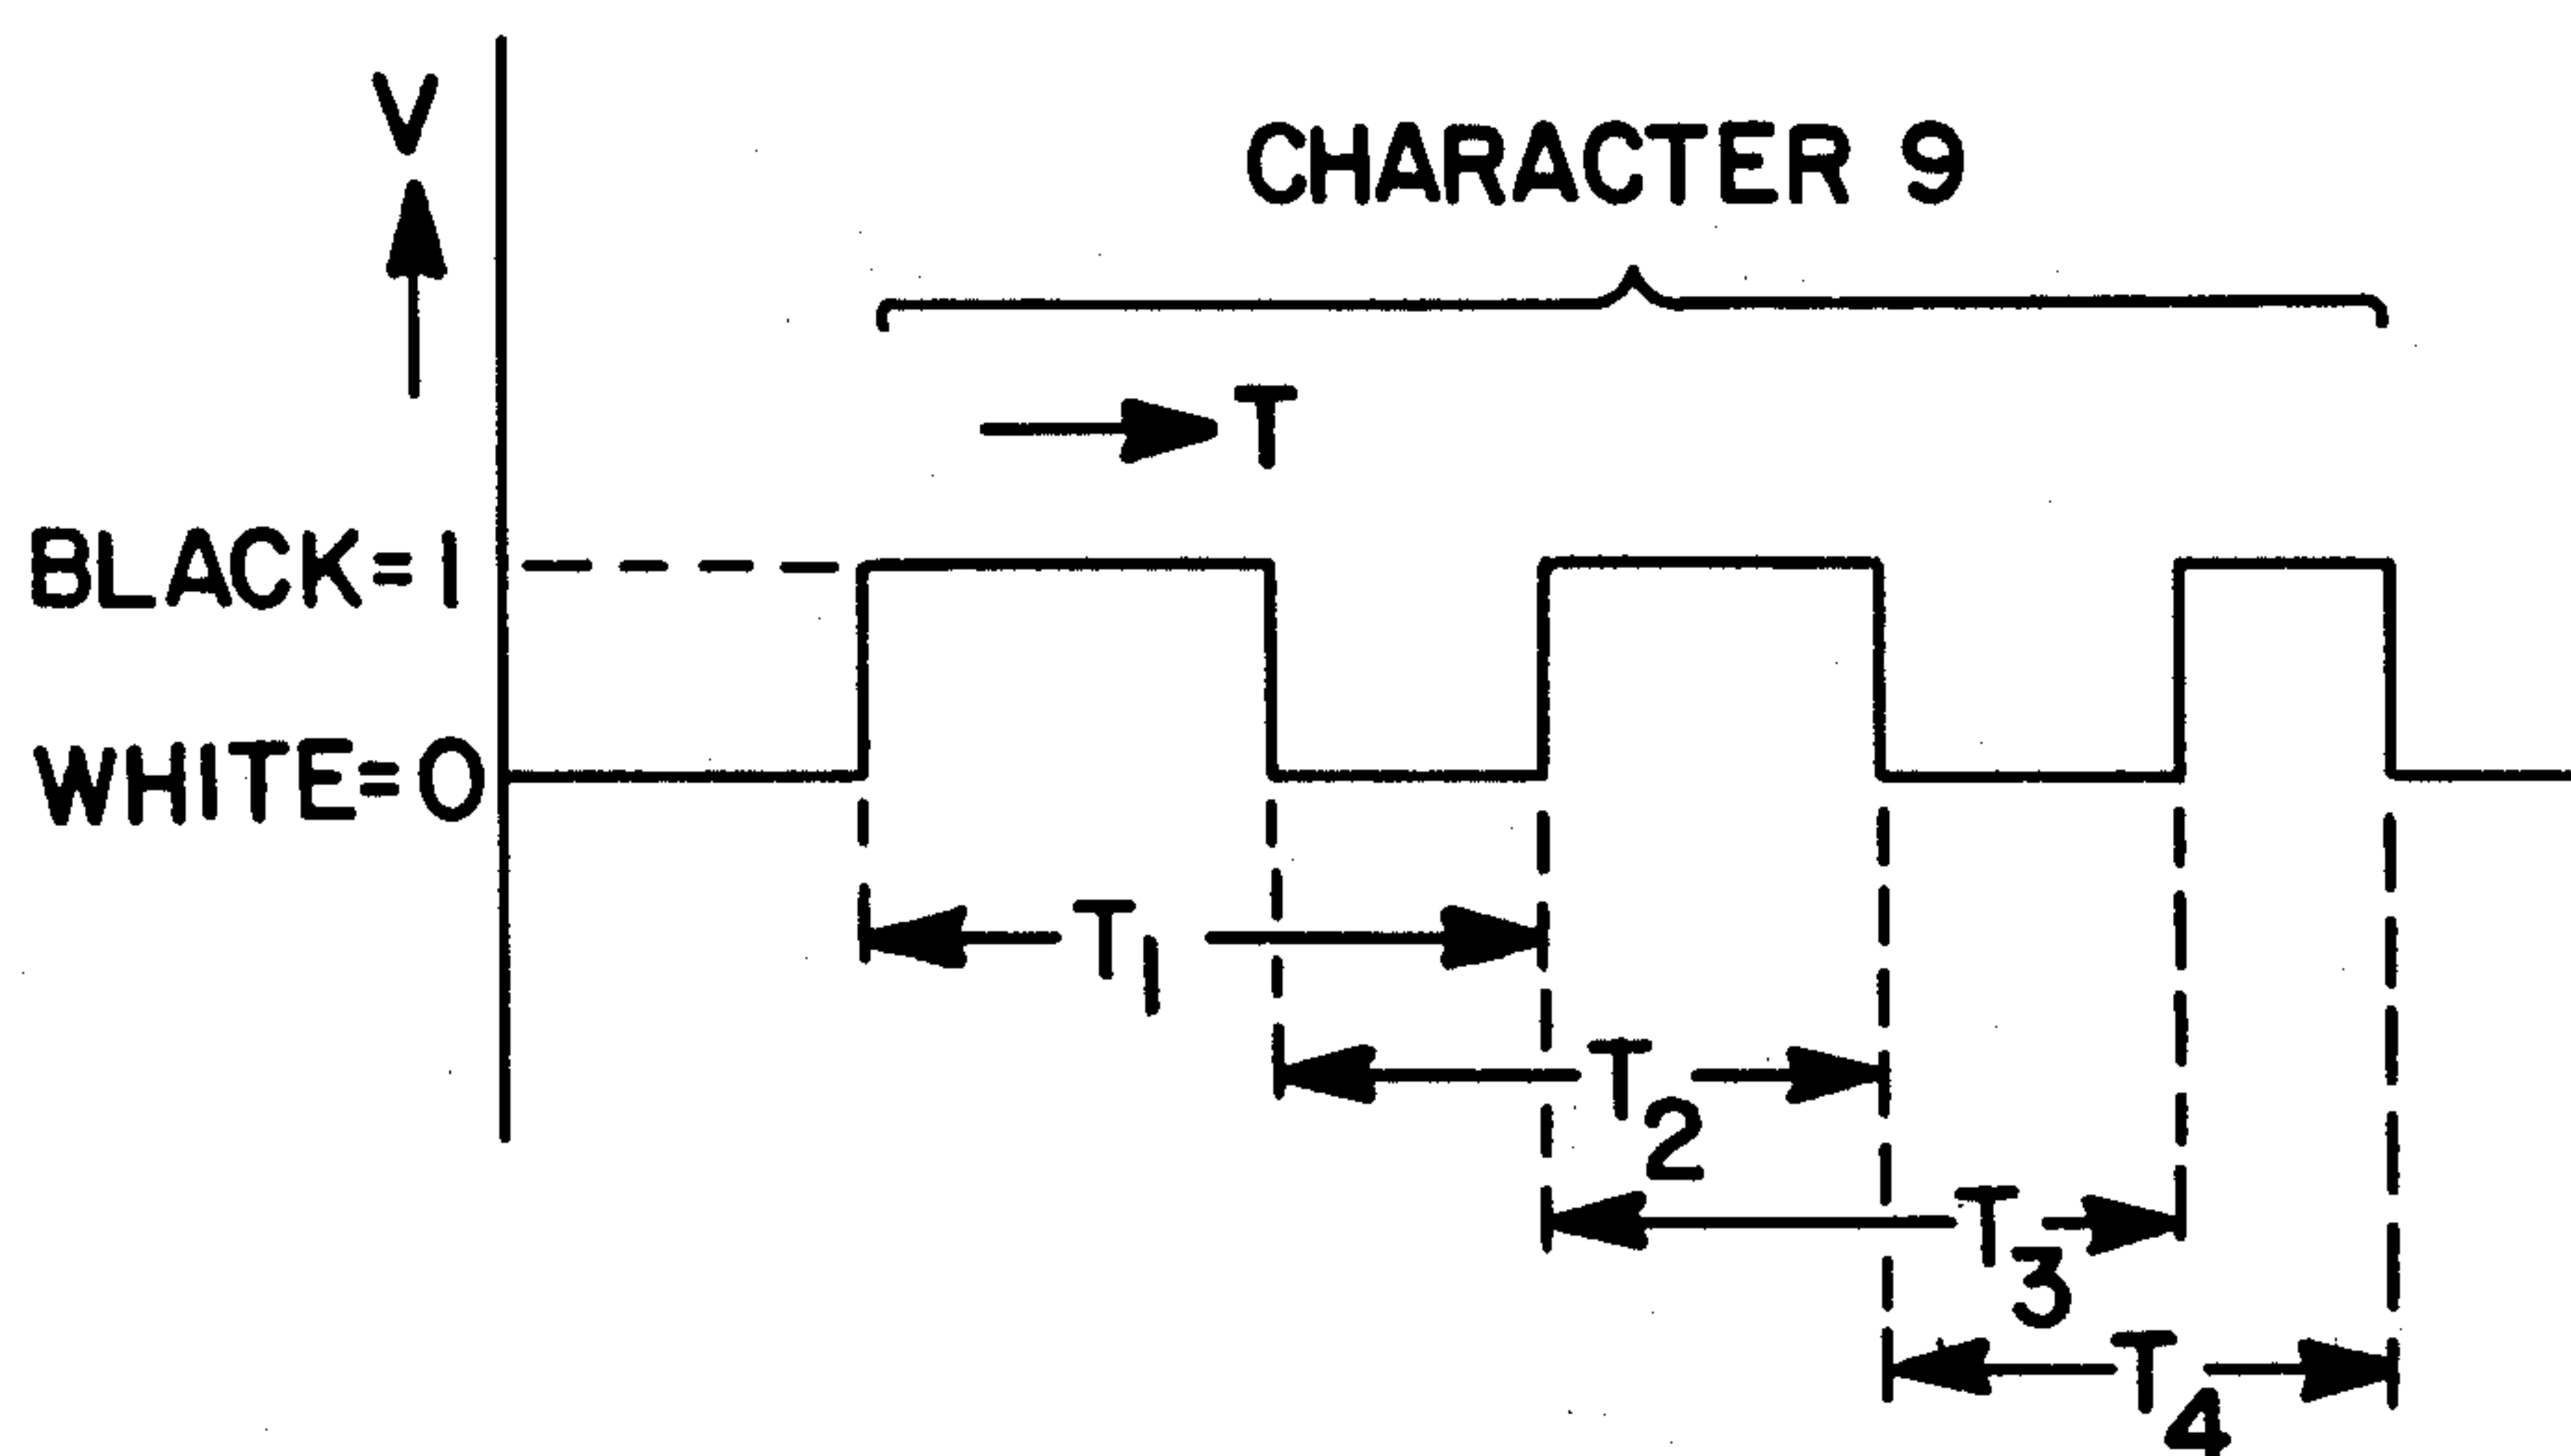 V
CHARACTER 9
T
BLACK=1
WHITE=0
T1
T2
T3
T4